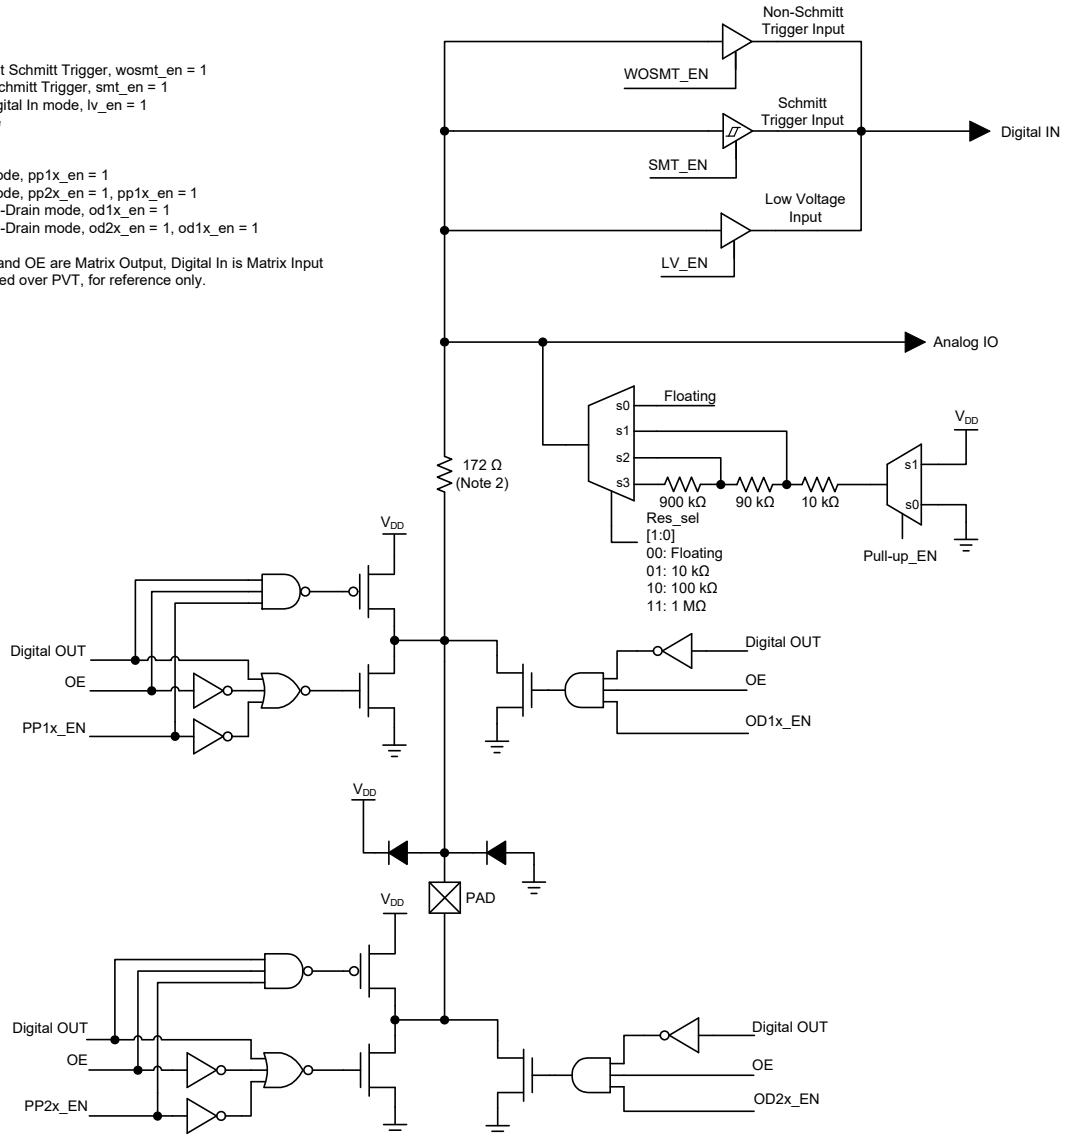 t Schmitt Trigger, wosmt_en = 1
chmitt Trigger, smt_en = 1
gital In mode, lv_en = 1
ode, pp1x_en = 1
ode, pp2x_en = 1, pp1x_en = 1
-Drain mode, od1x_en = 1
-Drain mode, od2x_en = 1, od1x_en = 1
and OE are Matrix Output, Digital In is Matrix Input
ed over PVT, for reference only.
Non-Schmitt
Trigger Input
WOSMT_EN
Schmitt
Trigger Input
Digital IN
SMT_EN
Low Voltage
Input
LV_EN
Analog IO
s0
Floating
s1
s2
s3
900 kΩ
90 kΩ
10 kΩ
VDD
s1
s0
Pull-up_EN
Res_sel
[1:0]
00: Floating
01: 10 kΩ
10: 100 kΩ
11: 1 MΩ
172 Ω
(Note 2)
VDD
Digital OUT
OE
PP1x_EN
Digital OUT
OE
OD1x_EN
VDD
PAD
VDD
Digital OUT
OE
PP2x_EN
Digital OUT
OE
OD2x_EN